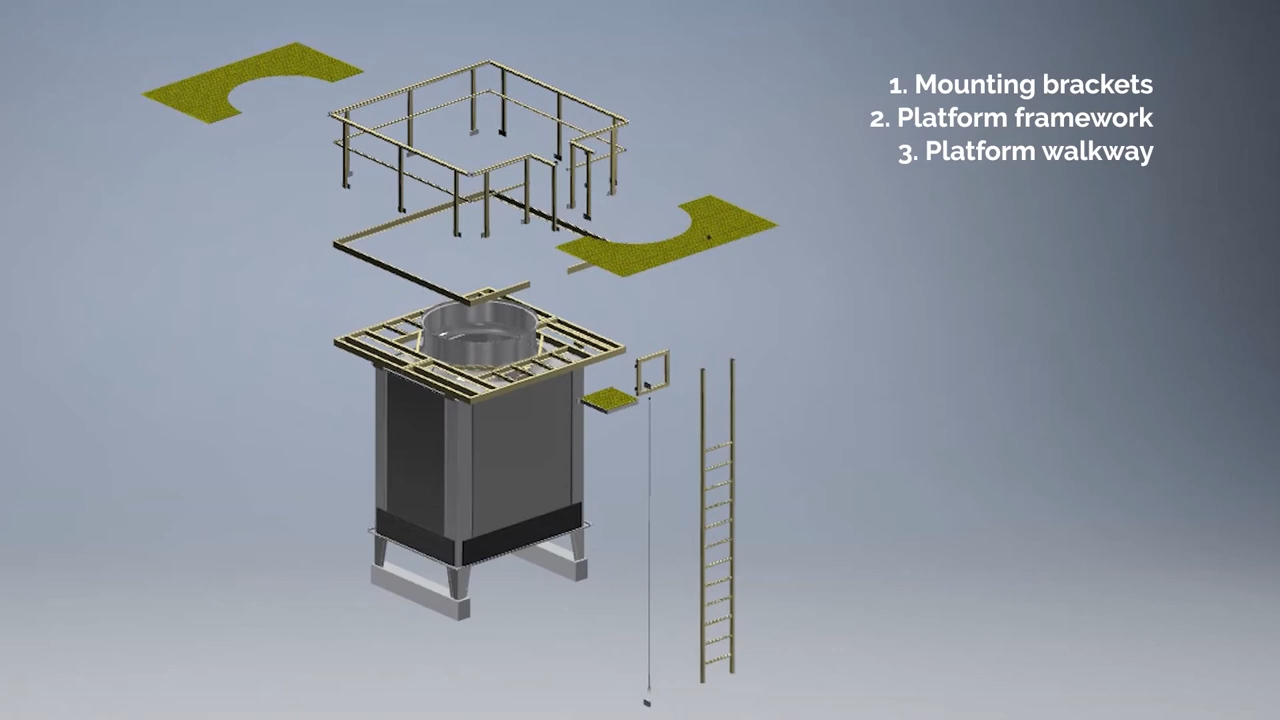 1. Mounting brackets
2. Platform framework
3. Platform walkway